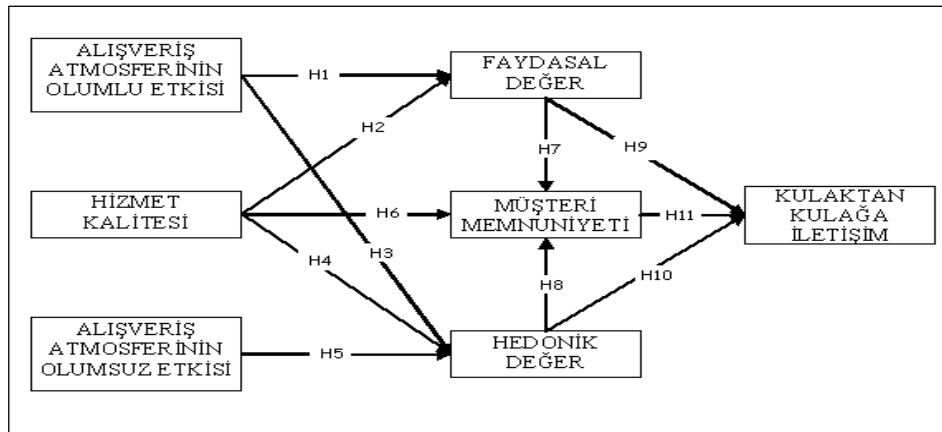 ALIŞVERİŞ
ATMOSFERİNİN
OLUMLU ETKİSİ
H1
FAYDASAL
DEĞER
H2
H7
H9
HİZMET
KALİTESİ
H6
MÜŞTERİ
MEMNUNİYETİ
H11
KULAKTAN
KULAĞA
İLETİŞİM
H3
H4
H8
H10
ALIŞVERİŞ
ATMOSFERİNİN
OLUMSUZ ETKİSİ
H5
HEDONİK
DEĞER